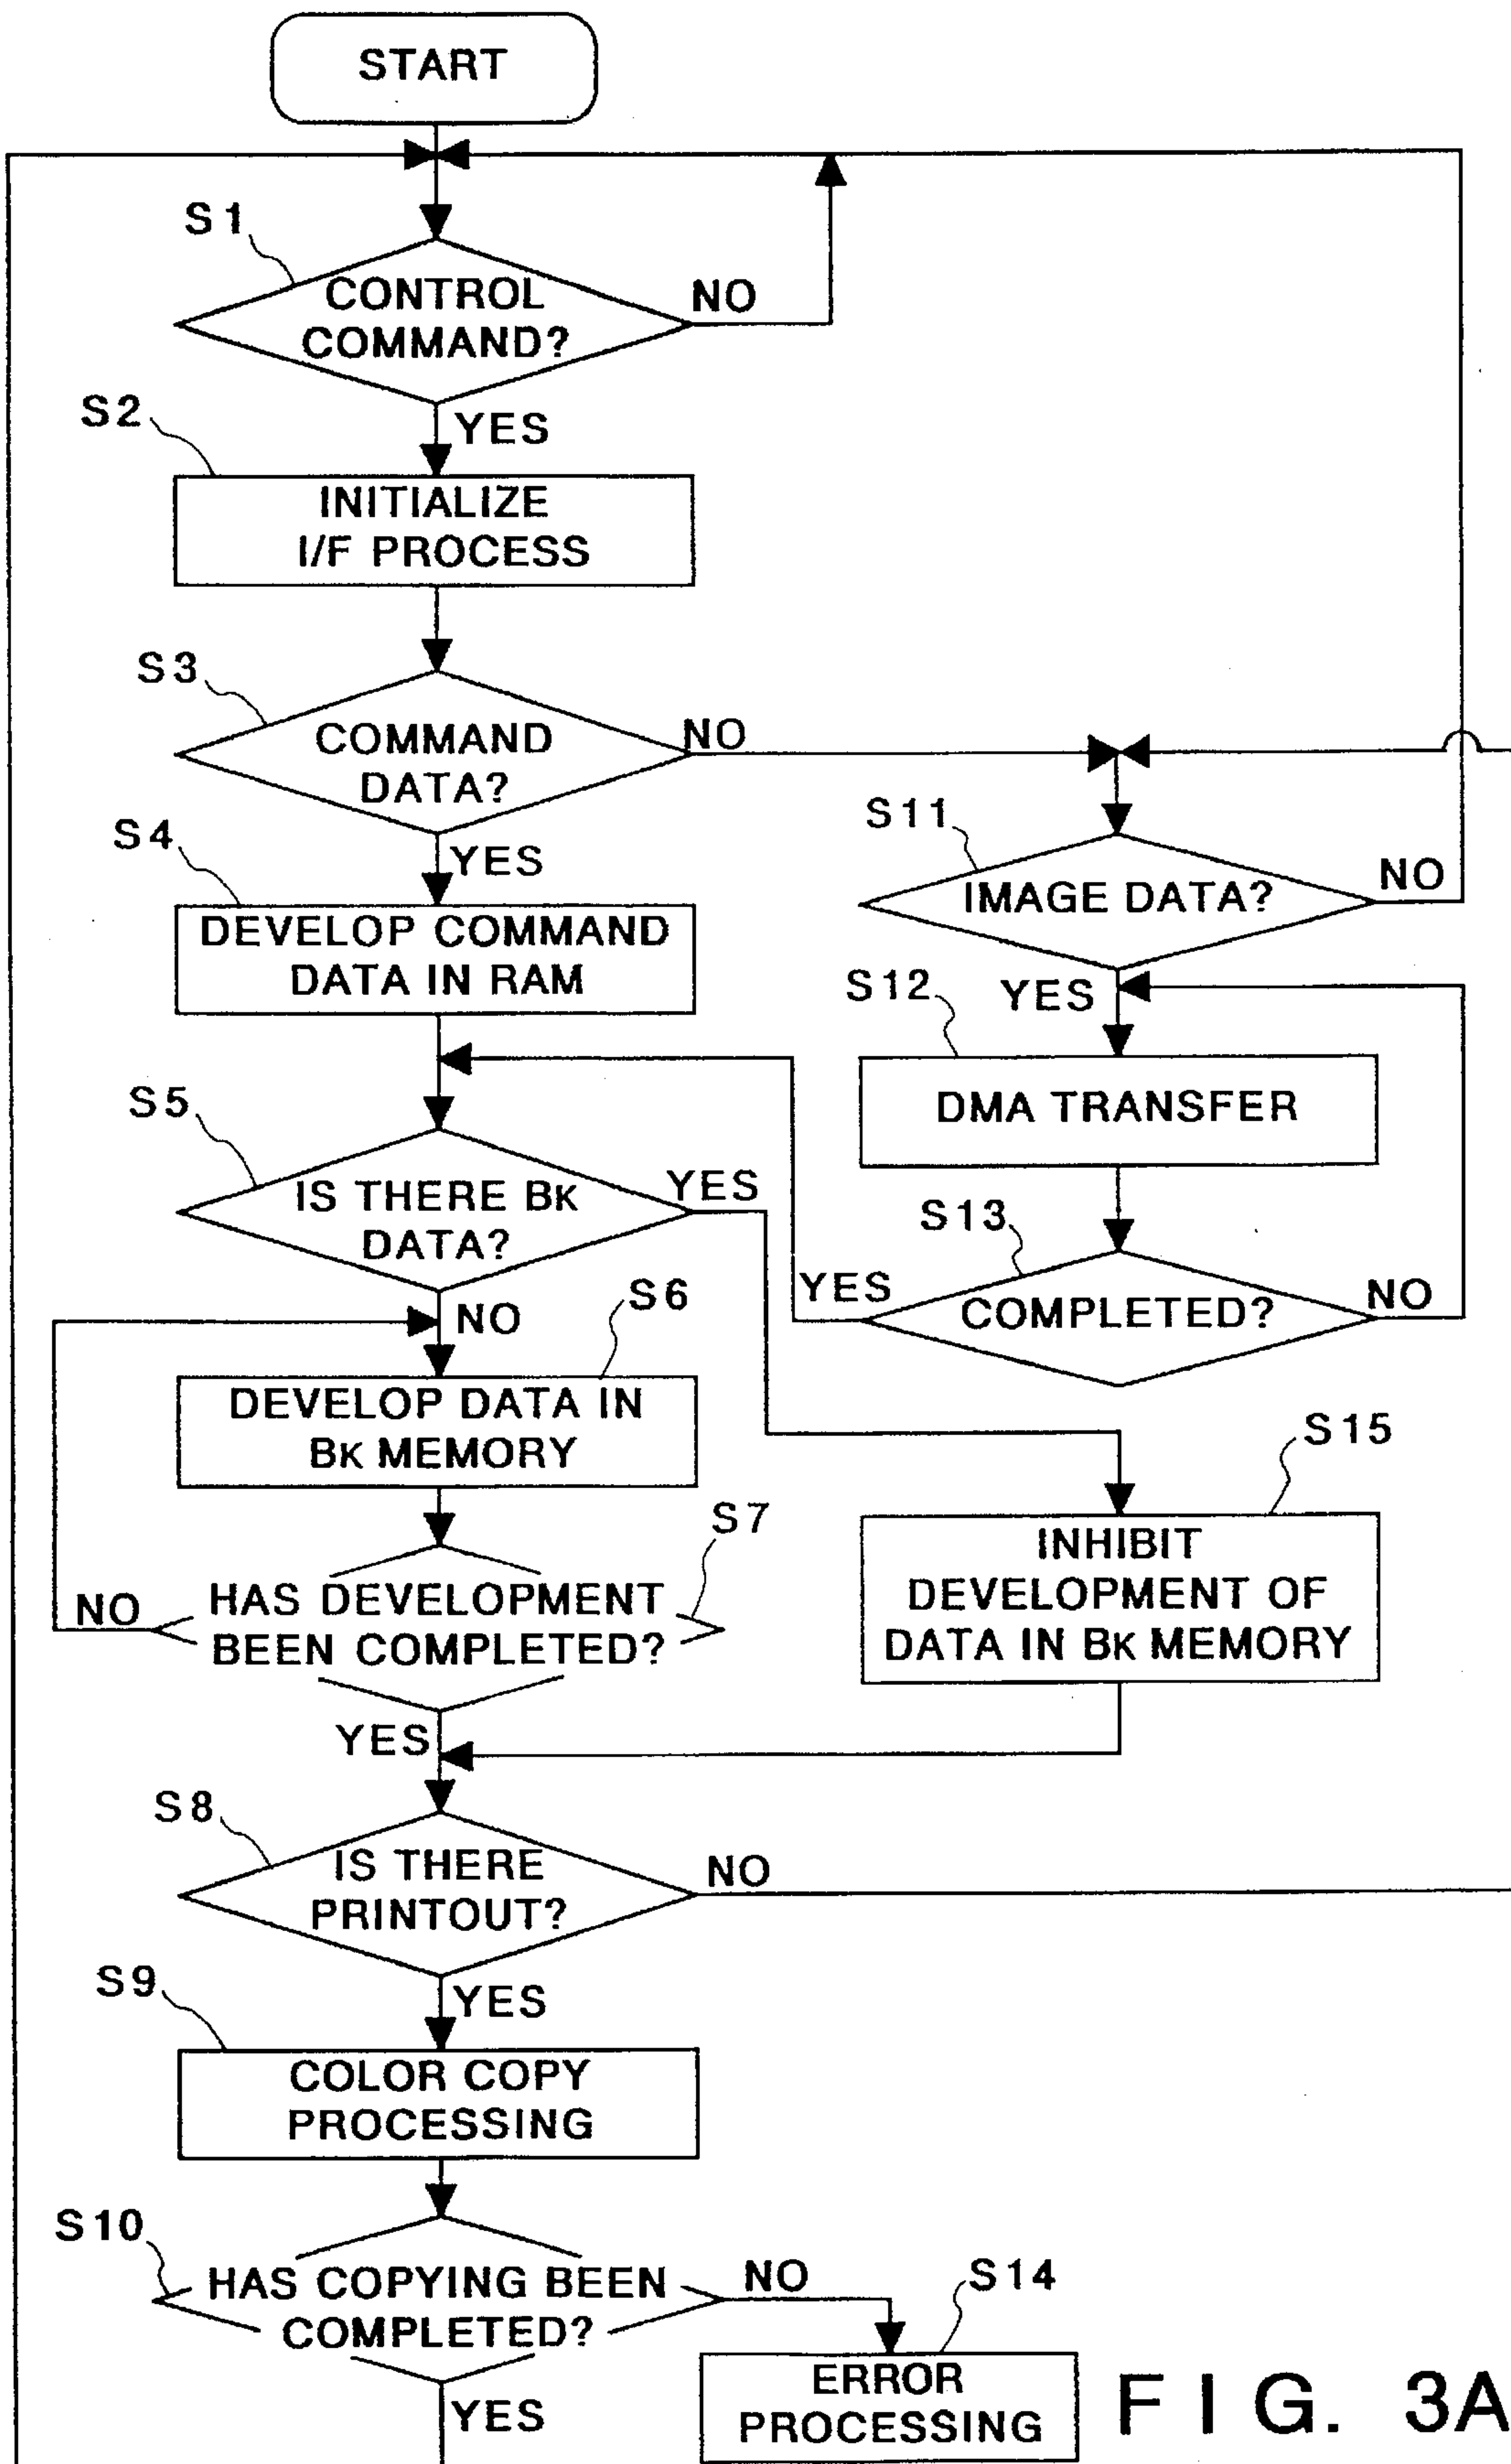 START
S1
CONTROL
COMMAND?
NO
YES
S2
INITIALIZE
I/F PROCESS
S3
COMMAND
DATA?
NO
YES
S4
DEVELOP COMMAND
DATA IN RAM
S11
IMAGE DATA?
NO
YES
S12
DMA TRANSFER
S13
COMPLETED?
YES
NO
S5
IS THERE BK
DATA?
YES
NO
S6
DEVELOP DATA IN
BK MEMORY
S7
HAS DEVELOPMENT
BEEN COMPLETED?
NO
YES
S15
INHIBIT
DEVELOPMENT OF
DATA IN BK MEMORY
S8
IS THERE
PRINTOUT?
NO
YES
S9
COLOR COPY
PROCESSING
S10
HAS COPYING BEEN
COMPLETED?
NO
YES
S14
ERROR
PROCESSING
FIG. 3A